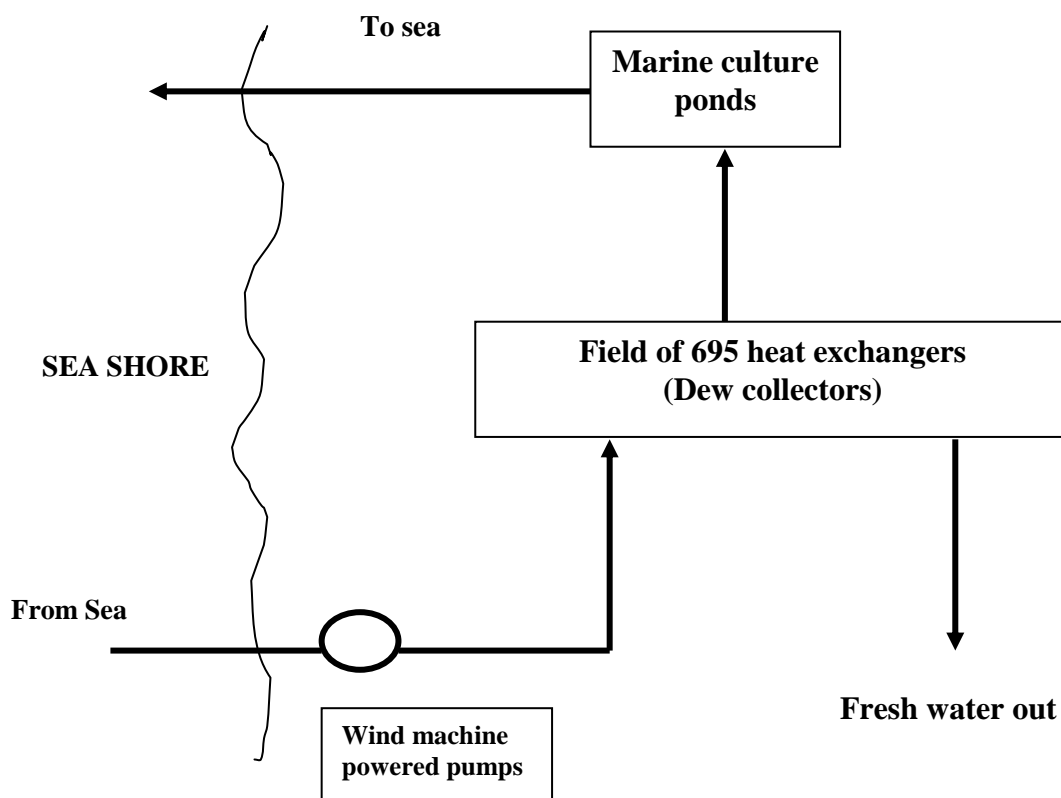 To sea
Marine culture
ponds
Field of 695 heat exchangers
(Dew collectors)
SEA SHORE
From Sea
Fresh water out
Wind machine
powered pumps